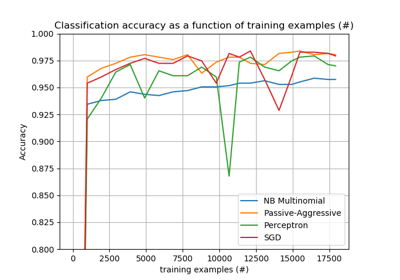 Classification accuracy as a function of training examples (#)
1.000
0.975
0.950
0.925
0.900
0.875
0.850
0.825
0.800
Accuracy
NB Multinomial
Passive-Aggressive
Perceptron
SGD
0 2500 5000 7500 10000 12500 15000 17500
training examples (#)